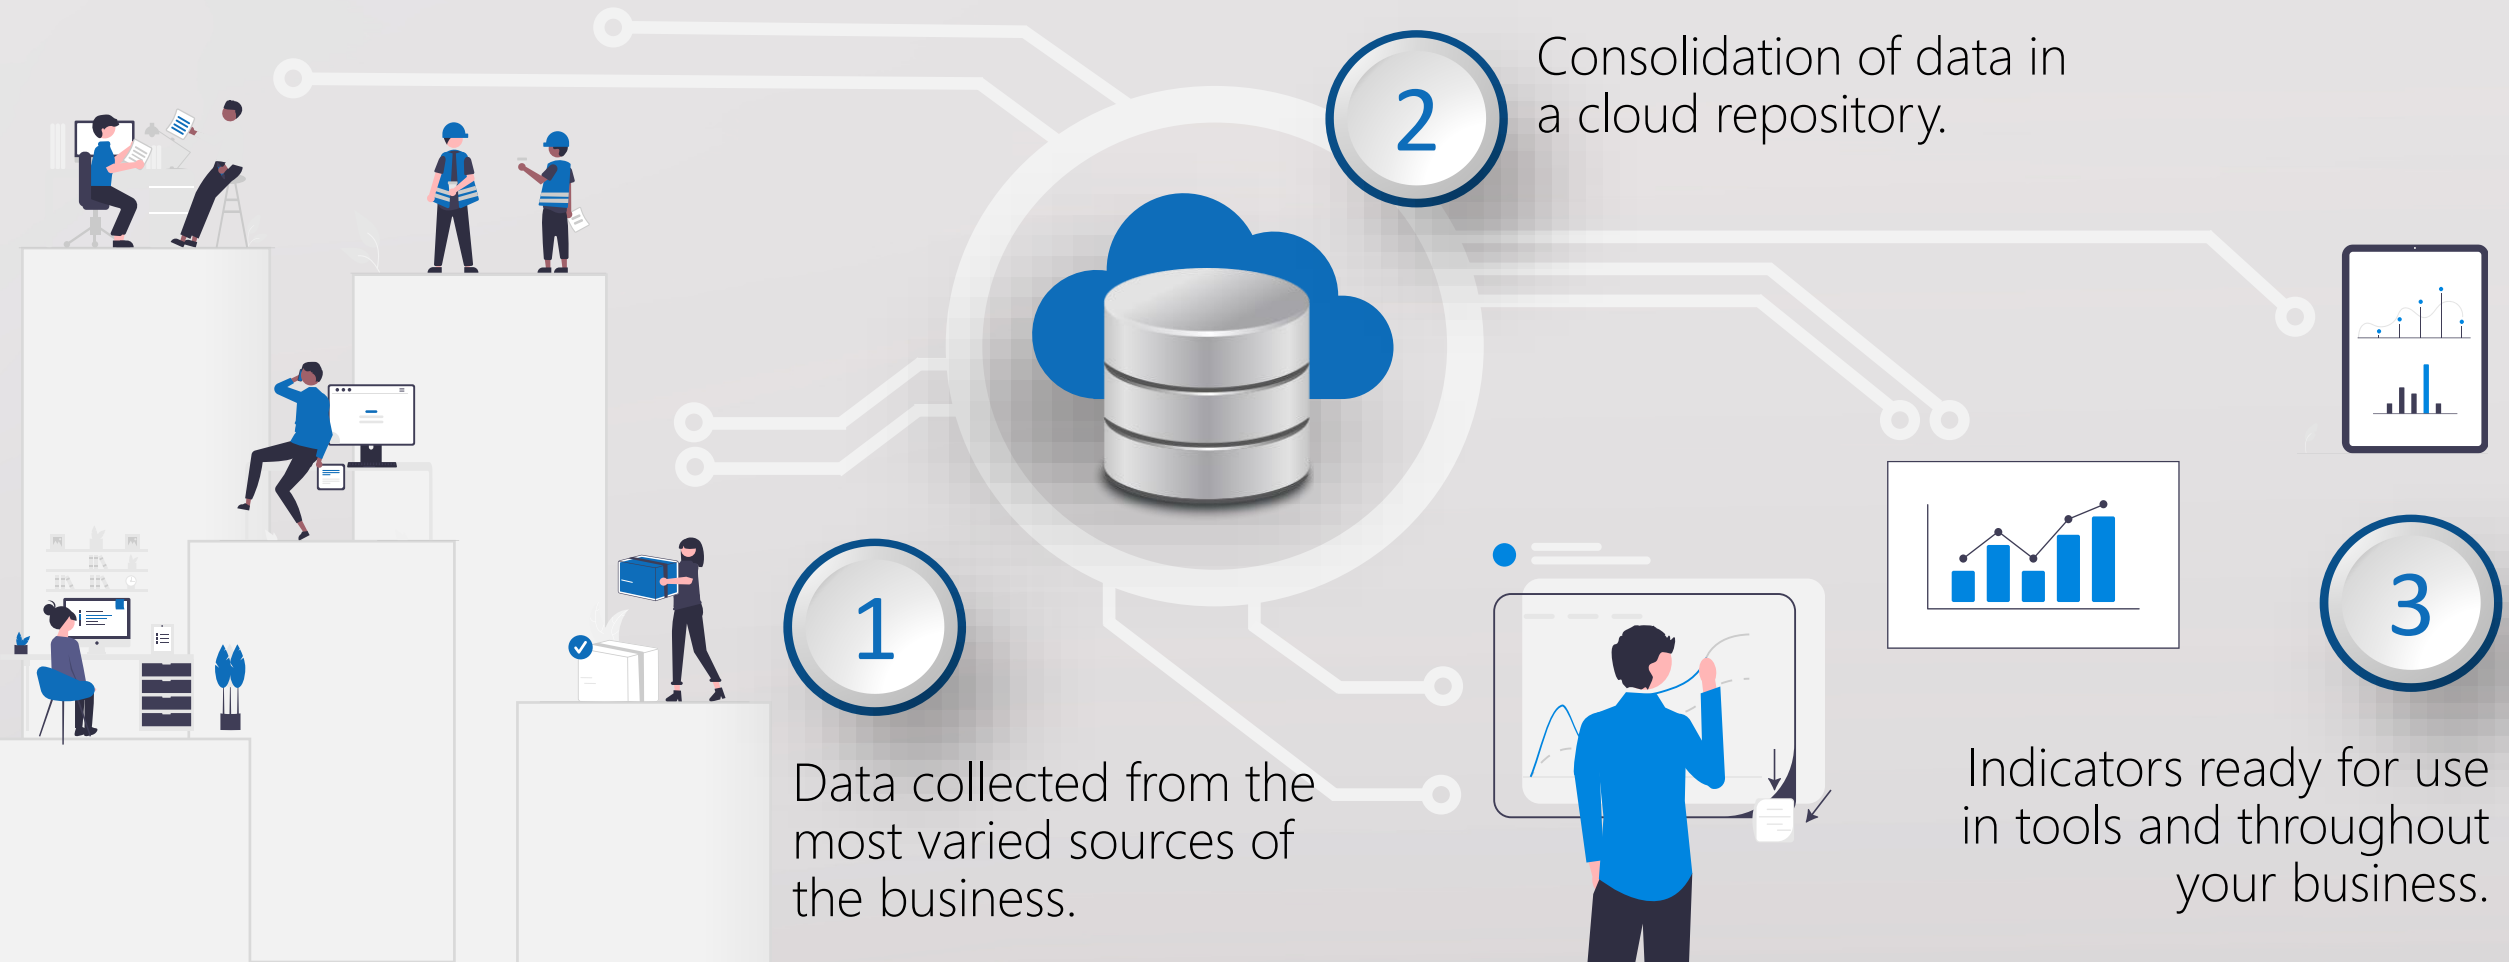 2
Consolidation of data in
a cloud repository.
1
Data collected from the
most varied sources of
the business.
3
Indicators ready for use
in tools and throughout
your business.